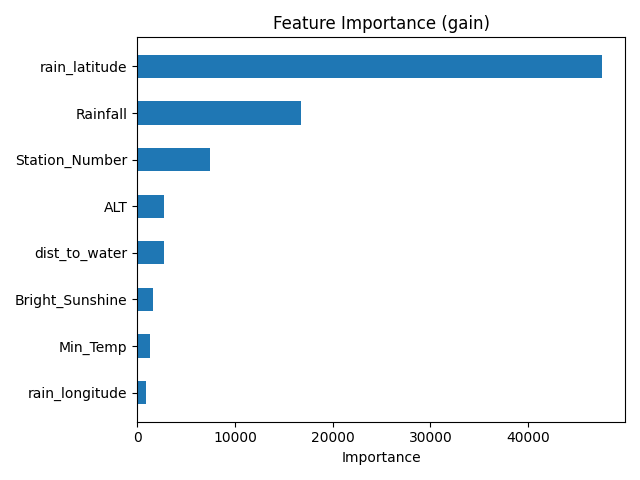 Feature Importance (gain)
rain_latitude
Rainfall
Station_Number
ALT
dist_to_water
Bright_Sunshine
Min_Temp
rain_longitude
0 10000 20000 30000 40000
Importance